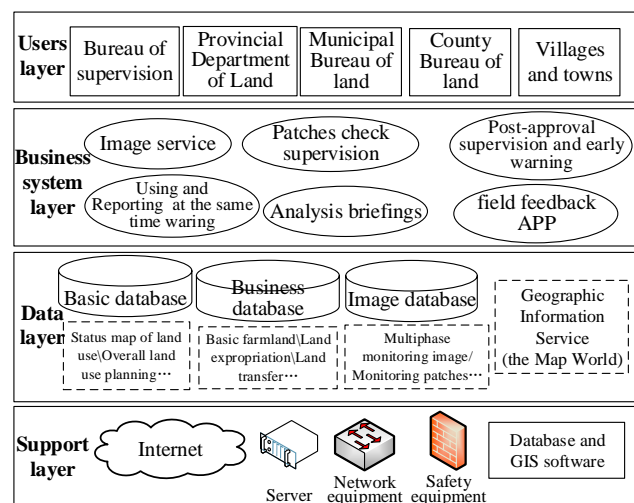 Users
layer
Bureau of
supervision
Provincial
Department
of Land
Municipal
Bureau of
land
County
Bureau of
land
Villages
and towns
Business
system
layer
Image service
Patches check
supervision
Post-approval
supervision and early
warning
Using and
Reporting at the same
time waring
Analysis briefings
field feedback
APP
Data
layer
Basic database
Business
database
Image database
Geographic
Information
Service
(the Map World)
Status map of land
use\Overall land
use planning…
Basic farmland\Land
expropriation\Land
transfer…
Multiphase
monitoring image/
Monitoring patches…
Support
layer
Internet
Server
Network
equipment
Safety
equipment
Database and
GIS software